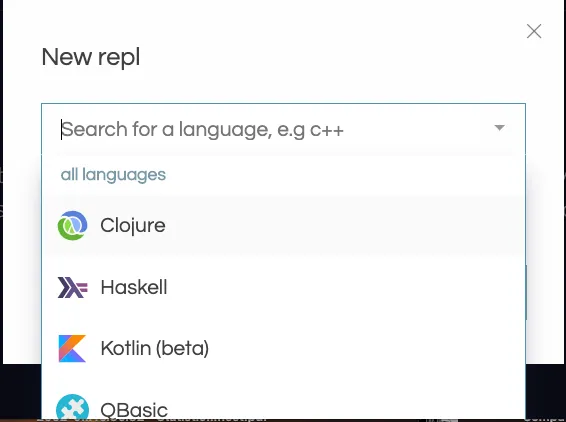 New repl
Search for a language, e.g c++
all languages
Clojure
Haskell
Kotlin (beta)
QBasic